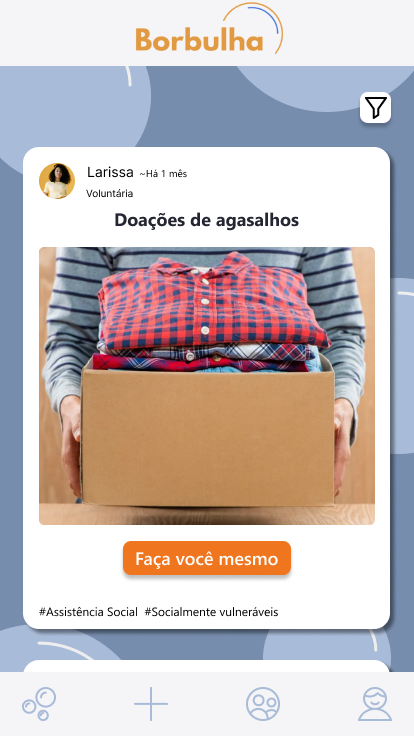 Borbulha
Larissa ~Há 1 mês
Voluntária
Doações de agasalhos
Faça você mesmo
#Assistência Social #Socialmente vulneráveis